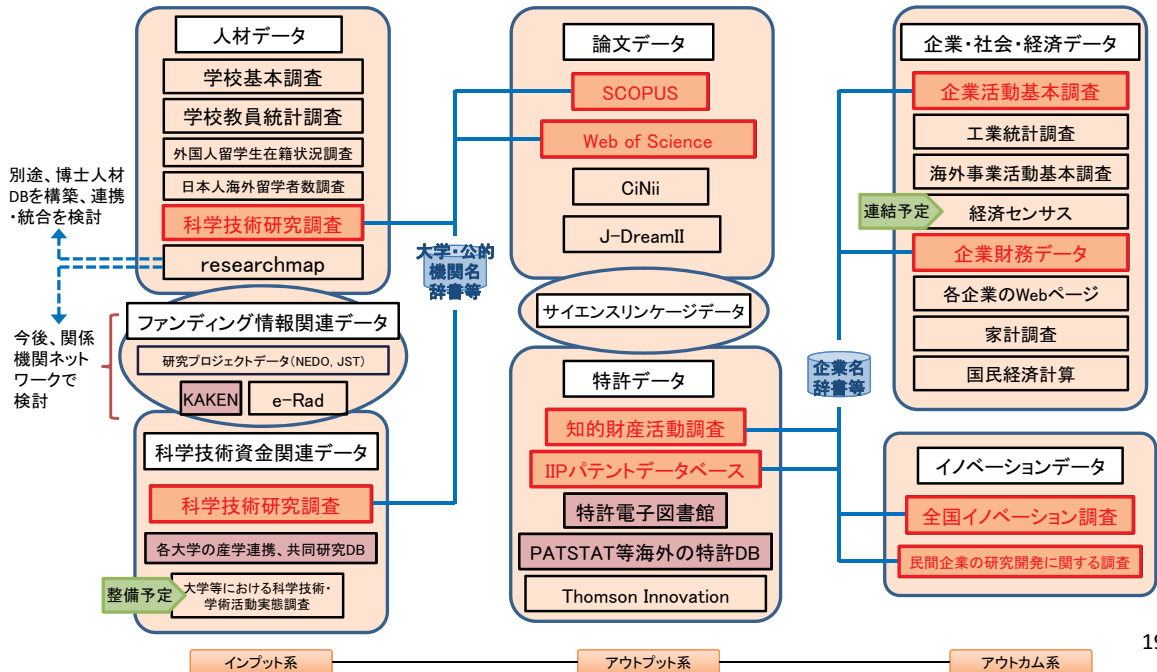 人材データ
学校基本調査
学校教員統計調査
外国人留学生在籍状況調査
日本人海外留学者数調査
科学技術研究調査
researchmap
別途、博士人材
DBを構築、連携
・統合を検討
今後、関係
機関ネット
ワークで
検討
ファンディング情報関連データ
研究プロジェクトデータ(NEDO, JST)
KAKEN
e-Rad
科学技術資金関連データ
科学技術研究調査
各大学の産学連携、共同研究DB
整備予定
大学等における科学技術・
学術活動実態調査
大学・公的
機関名
辞書等
論文データ
SCOPUS
Web of Science
CiNii
J-DreamII
サイエンスリンケージデータ
特許データ
知的財産活動調査
IIPパテントデータベース
特許電子図書館
PATSTAT等海外の特許DB
Thomson Innovation
企業名
辞書等
企業・社会・経済データ
企業活動基本調査
工業統計調査
海外事業活動基本調査
連結予定
経済センサス
企業財務データ
各企業のWebページ
家計調査
国民経済計算
イノベーションデータ
全国イノベーション調査
民間企業の研究開発に関する調査
インプット系
アウトプット系
アウトカム系
19